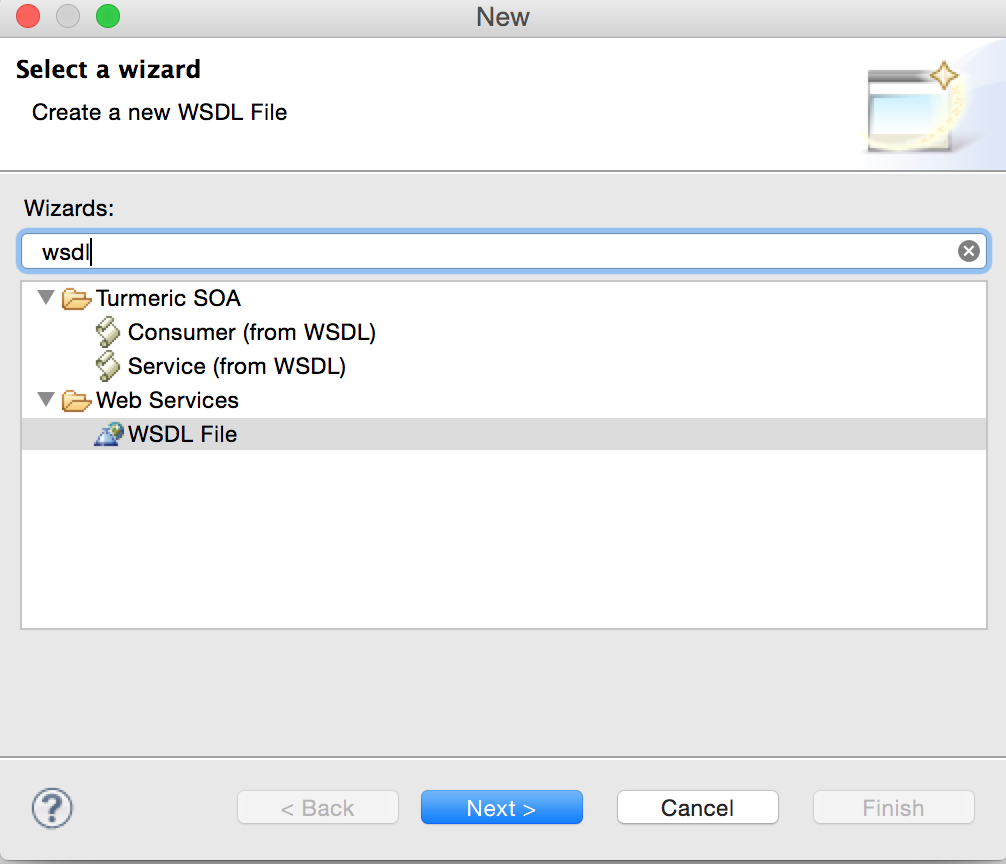 New
Select a wizard
Create a new WSDL File
Wizards:
wsdl
Turmeric SOA
Consumer (from WSDL)
Service (from WSDL)
Web Services
WSDL File
?
< Back
Next >
Cancel
Finish